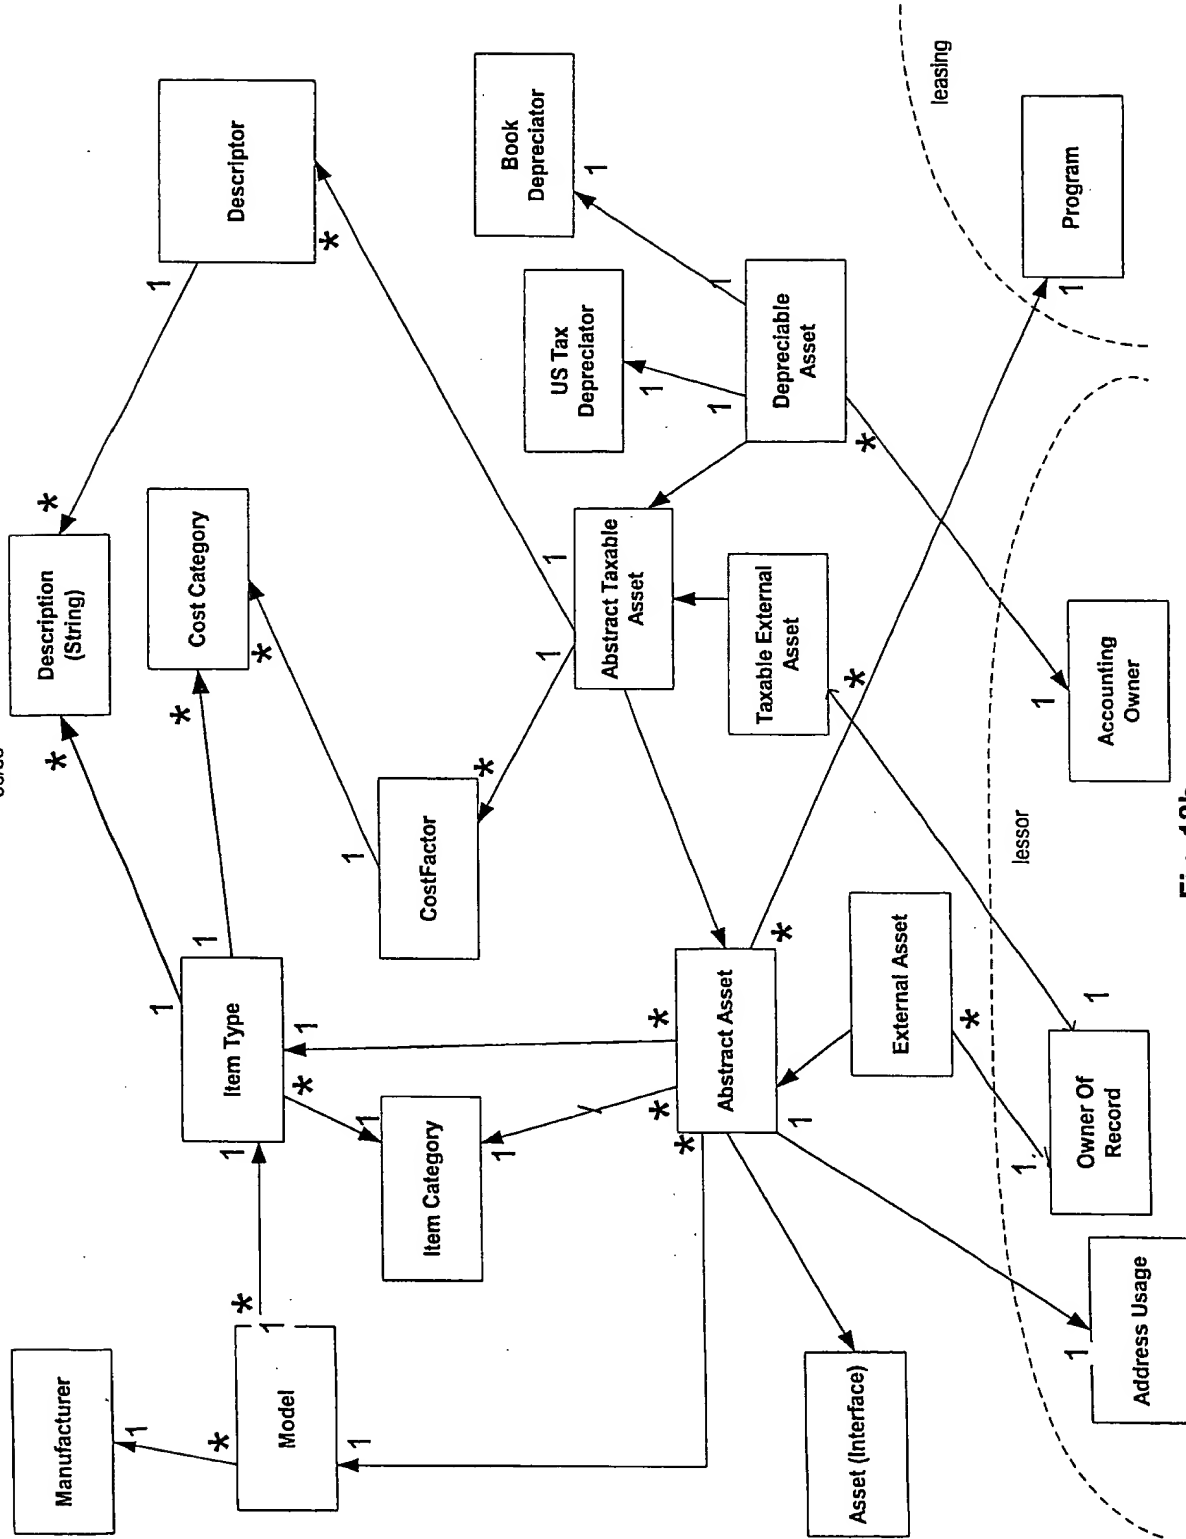 Manufacturer
Model
Item Type
Item Category
Description
(String)
Cost Category
CostFactor
Descriptor
Abstract Asset
Abstract Taxable
Asset
Taxable External
Asset
US Tax
Depreciator
Book
Depreciator
Depreciable
Asset
Asset (Interface)
External Asset
Address Usage
Owner Of
Record
Accounting
Owner
Program
lessor
leasing
*
1
*
1
1
1
*
1
*
1
*
1
*
1
*
1
*
1
*
1
*
1
*
1
*
1
*
1
1
1
1
*
1
*
1
*
1
*
1
1
1